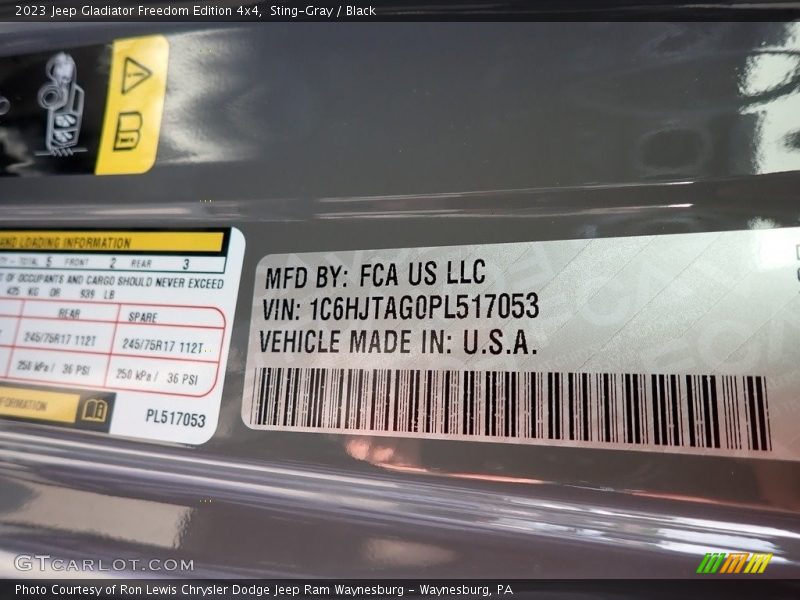 2023 Jeep Gladiator Freedom Edition 4x4,  Sting-Gray / Black
AND LOADING INFORMATION
TOTAL 5 FRONT 2 REAR 3
OF OCCUPANTS AND CARGO SHOULD NEVER EXCEED
425 KG OR 939 LB
REAR SPARE
245/75R17 112T 245/75R17 112T
250 kPa / 36 PSI 250 kPa / 36 PSI
PL517053
MFD BY: FCA US LLC
VIN: 1C6HJTAG0PL517053
VEHICLE MADE IN: U.S.A.
GTCARLOT.COM
Photo Courtesy of Ron Lewis Chrysler Dodge Jeep Ram Waynesburg - Waynesburg, PA